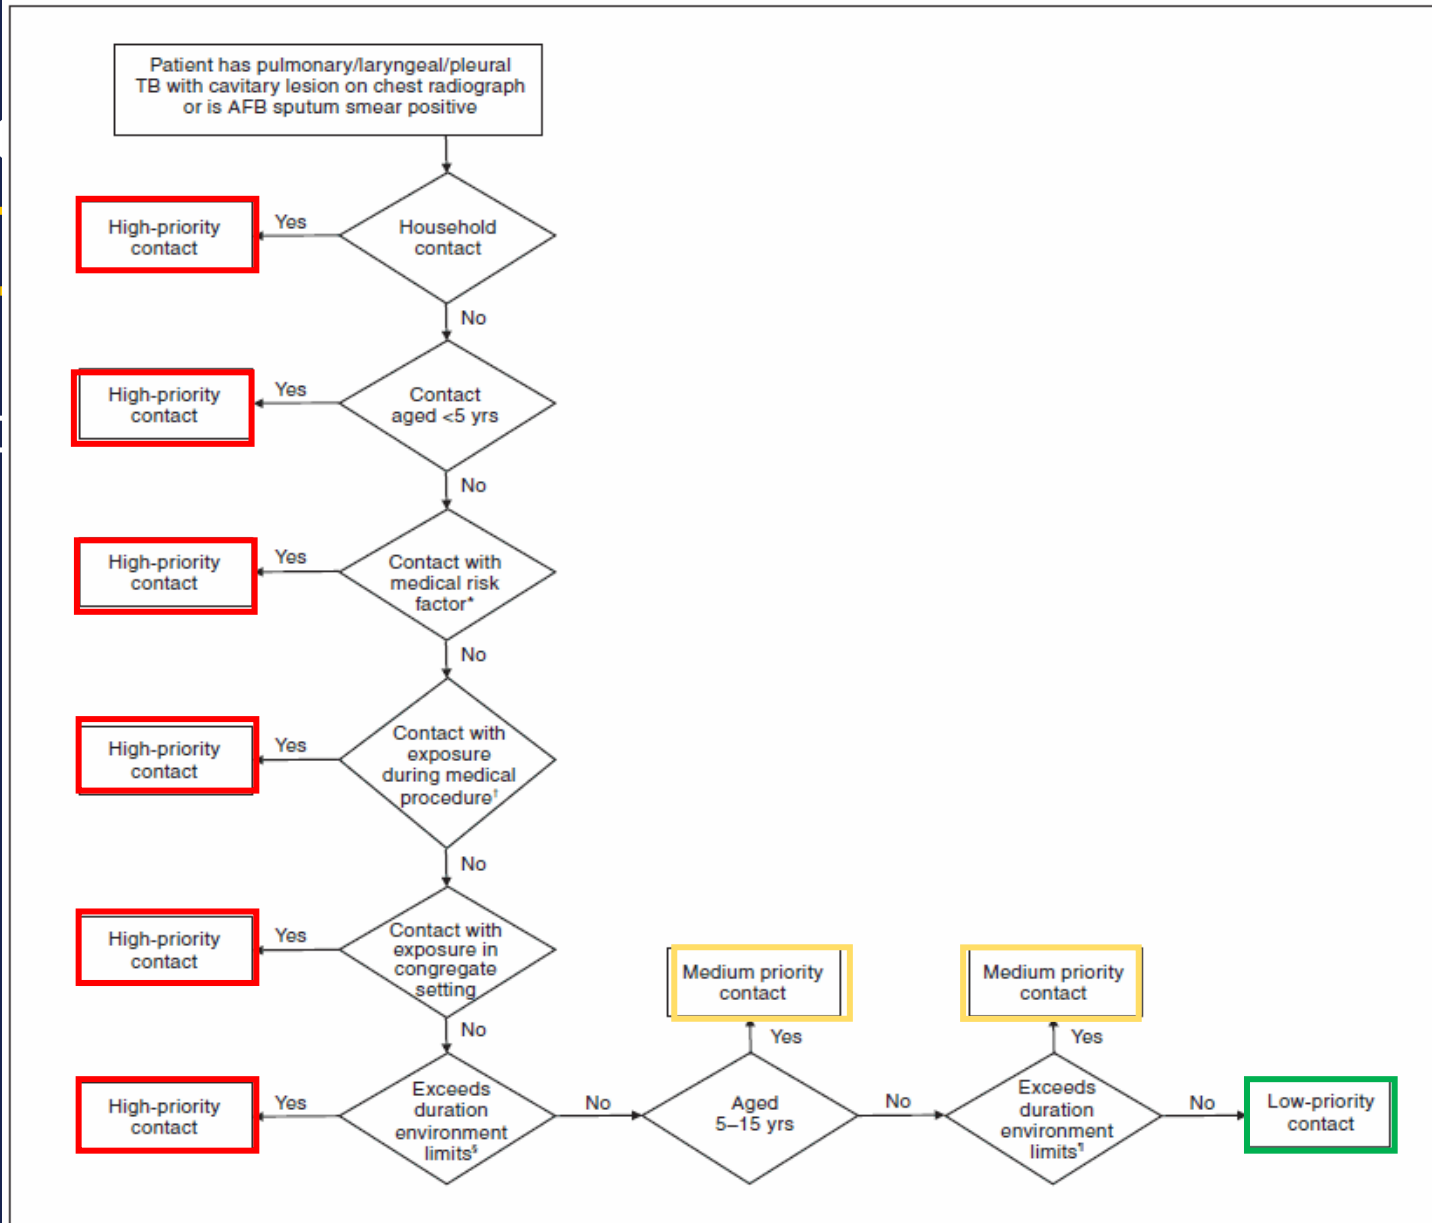 Patient has pulmonary/laryngeal/pleural
TB with cavitary lesion on chest radiograph
or is AFB sputum smear positive
High-priority
contact
Yes
Household
contact
No
High-priority
contact
Yes
Contact
aged <5 yrs
No
High-priority
contact
Yes
Contact with
medical risk
factor*
No
High-priority
contact
Yes
Contact with
exposure
during medical
procedure†
No
High-priority
contact
Yes
Contact with
exposure in
congregate
setting
No
High-priority
contact
Yes
Exceeds
duration
environment
limits§
No
Medium priority
contact
Yes
Aged
5–15 yrs
No
Medium priority
contact
Yes
Exceeds
duration
environment
limits¶
No
Low-priority
contact